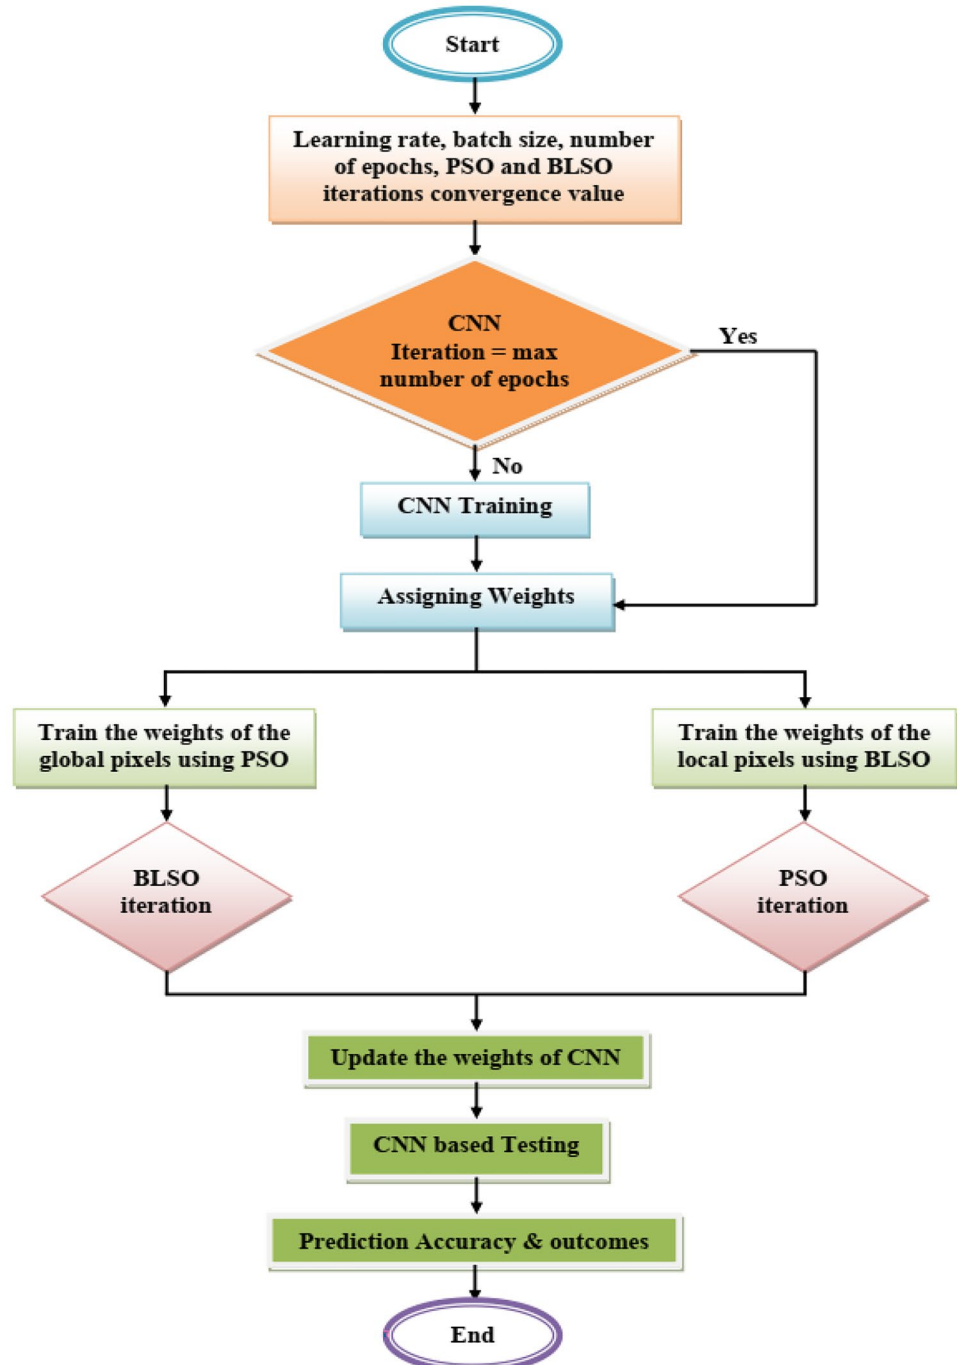 Start
Learning rate, batch size, number
of epochs, PSO and BLSO
iterations convergence value
CNN
Iteration = max
number of epochs
Yes
No
CNN Training
Assigning Weights
Train the weights of the
global pixels using PSO
Train the weights of the
local pixels using BLSO
BLSO
iteration
PSO
iteration
Update the weights of CNN
CNN based Testing
Prediction Accuracy & outcomes
End